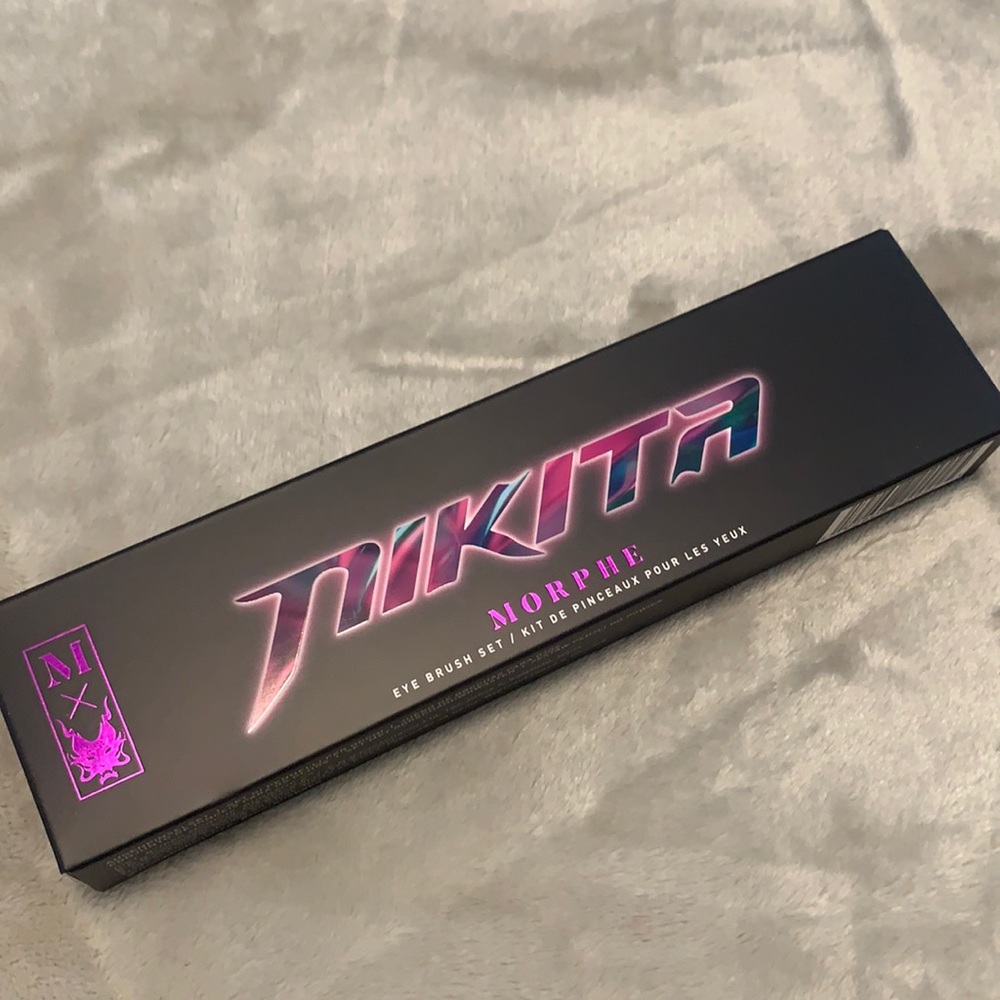 NIKITA
MORPHE
EYE BRUSH SET / KIT DE PINCEAUX POUR LES YEUX
M
×